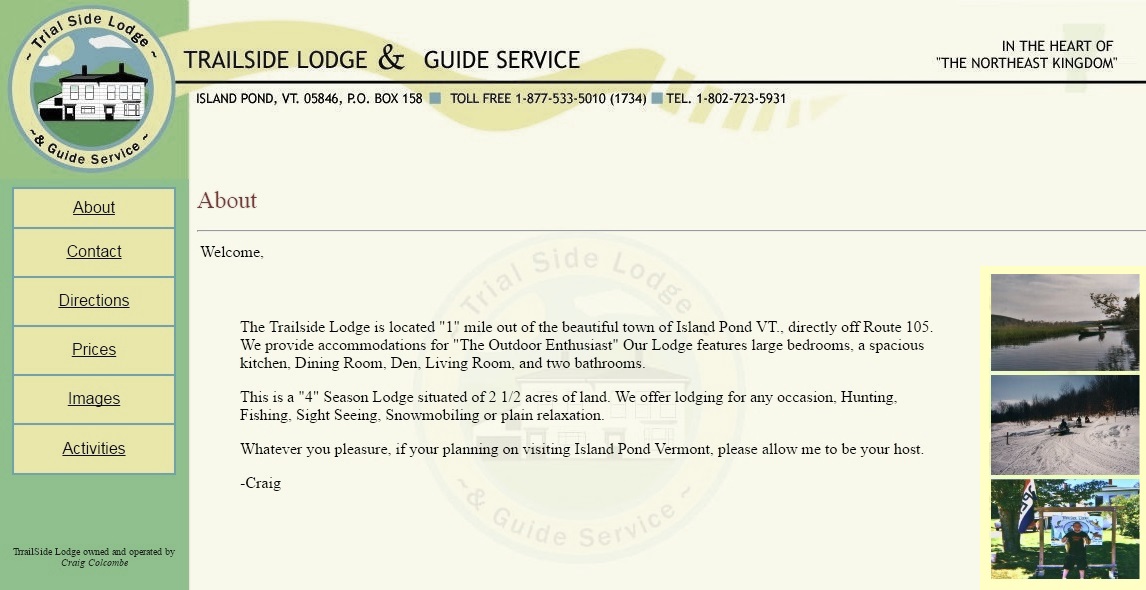 ~ Trial Side Lodge ~
~ & Guide Service ~
TRAILSIDE LODGE & GUIDE SERVICE
IN THE HEART OF
"THE NORTHEAST KINGDOM"
ISLAND POND, VT. 05846, P.O. BOX 158 TOLL FREE 1-877-533-5010 (1734) TEL. 1-802-723-5931
About
Contact
Directions
Prices
Images
Activities
TrrailSide Lodge owned and operated by
Craig Colcombe
About
Welcome,
~ Trial Side Lodge ~
The Trailside Lodge is located "1" mile out of the beautiful town of Island Pond VT., directly off Route 105.
We provide accommodations for "The Outdoor Enthusiast" Our Lodge features large bedrooms, a spacious
kitchen, Dining Room, Den, Living Room, and two bathrooms.
This is a "4" Season Lodge situated of 2 1/2 acres of land. We offer lodging for any occasion, Hunting,
Fishing, Sight Seeing, Snowmobiling or plain relaxation.
Whatever you pleasure, if your planning on visiting Island Pond Vermont, please allow me to be your host.
-Craig
~ & Guide Service ~